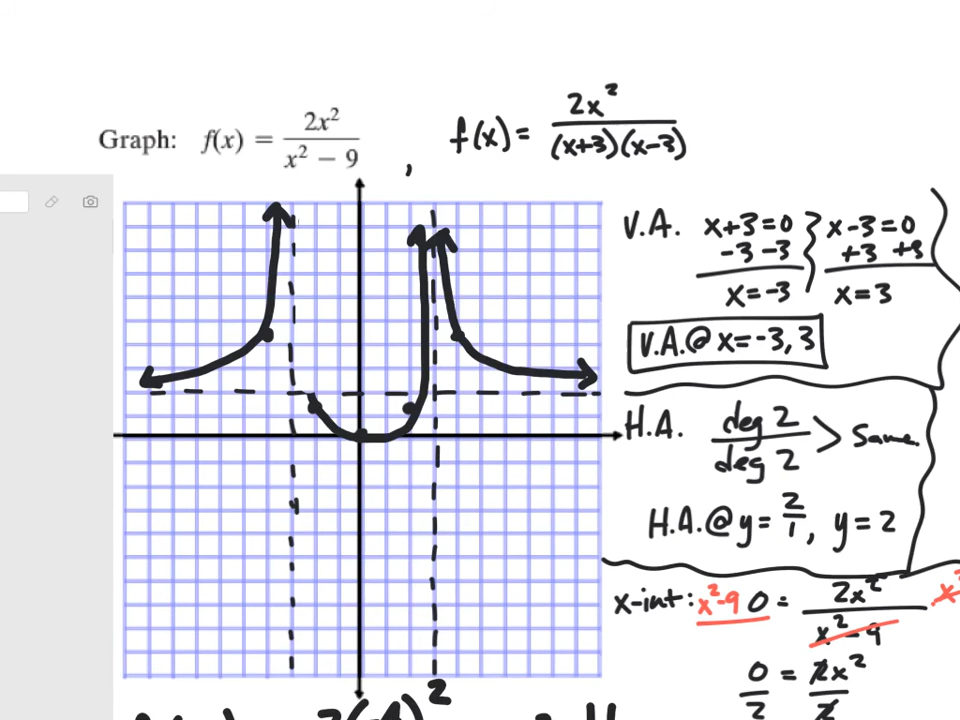 Graph: f(x) = 2x² / x² − 9 ,
f(x) = 2x² / (x+3)(x−3)
V.A. x+3=0 } x−3=0
−3 −3 +3 +3
x=−3 x=3
V.A.@ x=−3, 3
H.A. deg 2 / deg 2 > Same.
H.A.@ y= 2/1, y=2
x-int: x²−9 0 = 2x² / x²−9
0/2 = 2x²/2